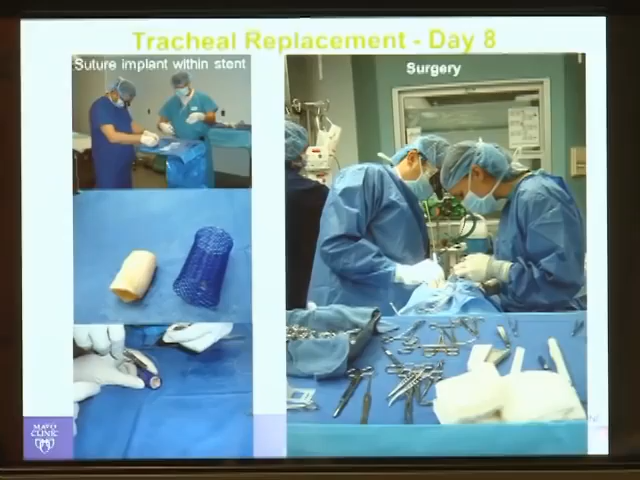 Tracheal Replacement - Day 8
Suture implant within stent
Surgery
MAYO
CLINIC